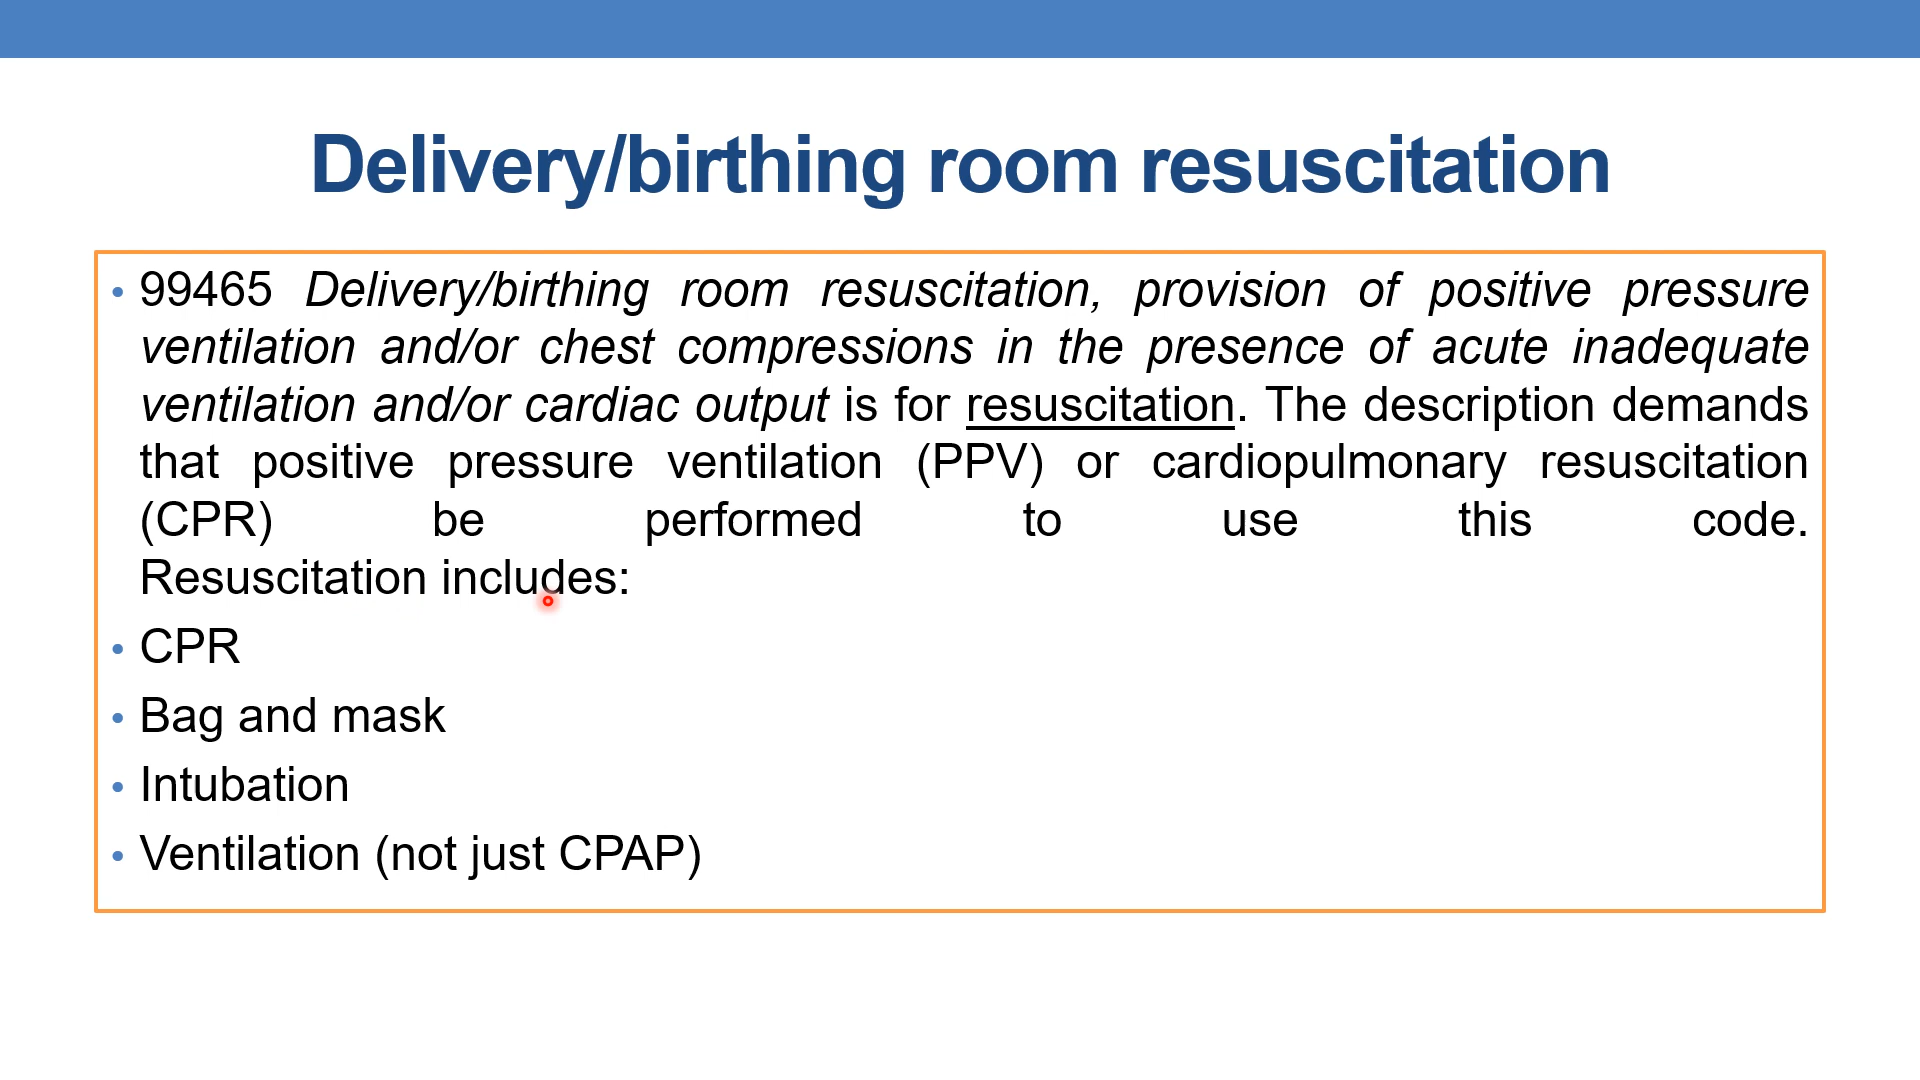 Delivery/birthing room resuscitation
• 99465 Delivery/birthing room resuscitation, provision of positive pressure
ventilation and/or chest compressions in the presence of acute inadequate
ventilation and/or cardiac output is for resuscitation. The description demands
that positive pressure ventilation (PPV) or cardiopulmonary resuscitation
(CPR) be performed to use this code.
Resuscitation includes:
• CPR
• Bag and mask
• Intubation
• Ventilation (not just CPAP)